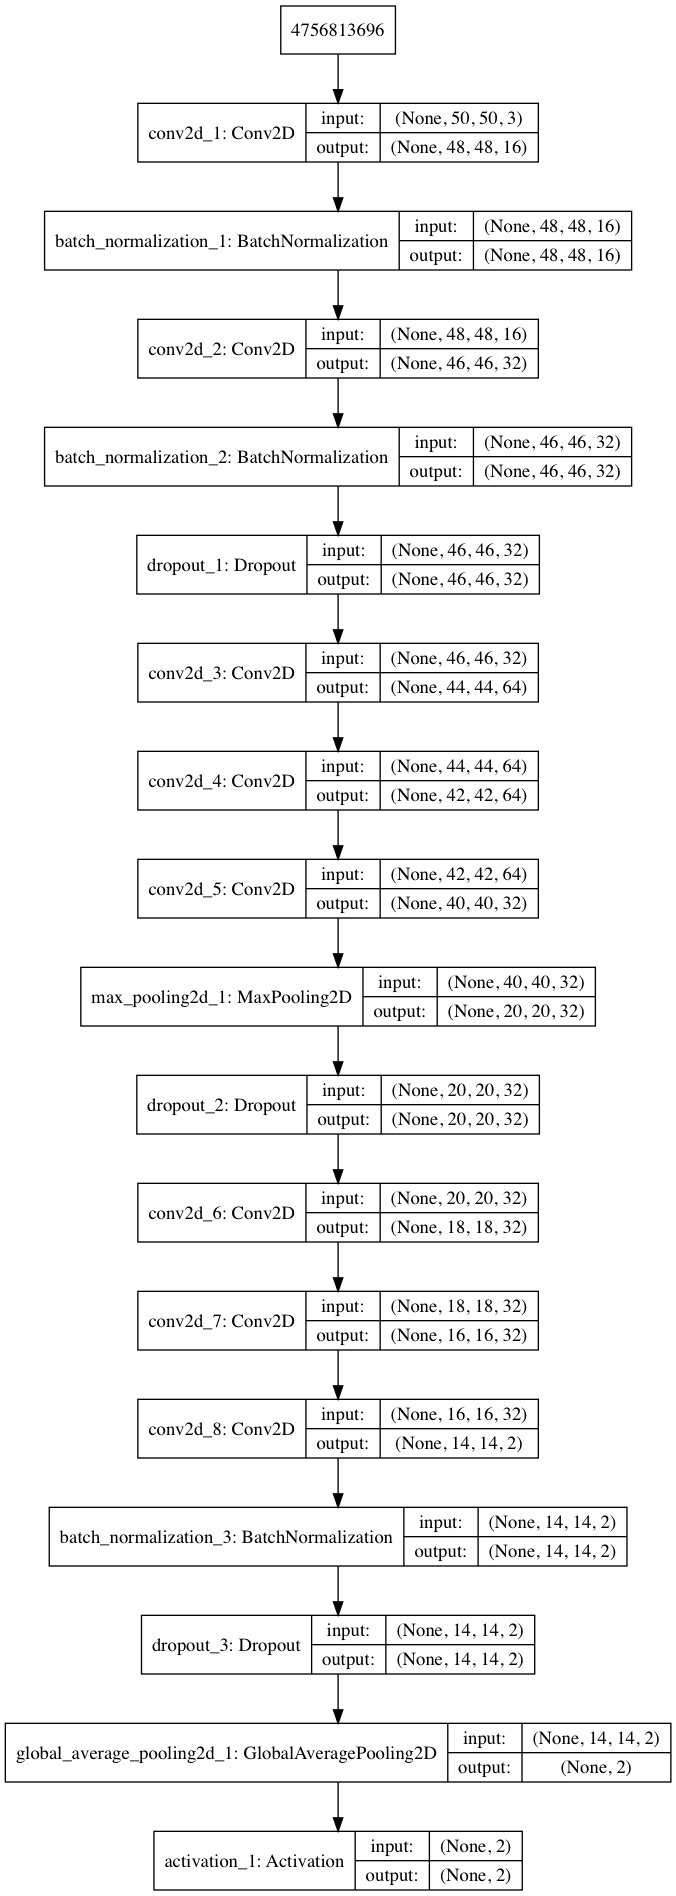 4756813696
conv2d_1: Conv2D
input:
(None, 50, 50, 3)
output:
(None, 48, 48, 16)
batch_normalization_1: BatchNormalization
input:
(None, 48, 48, 16)
output:
(None, 48, 48, 16)
conv2d_2: Conv2D
input:
(None, 48, 48, 16)
output:
(None, 46, 46, 32)
batch_normalization_2: BatchNormalization
input:
(None, 46, 46, 32)
output:
(None, 46, 46, 32)
dropout_1: Dropout
input:
(None, 46, 46, 32)
output:
(None, 46, 46, 32)
conv2d_3: Conv2D
input:
(None, 46, 46, 32)
output:
(None, 44, 44, 64)
conv2d_4: Conv2D
input:
(None, 44, 44, 64)
output:
(None, 42, 42, 64)
conv2d_5: Conv2D
input:
(None, 42, 42, 64)
output:
(None, 40, 40, 32)
max_pooling2d_1: MaxPooling2D
input:
(None, 40, 40, 32)
output:
(None, 20, 20, 32)
dropout_2: Dropout
input:
(None, 20, 20, 32)
output:
(None, 20, 20, 32)
conv2d_6: Conv2D
input:
(None, 20, 20, 32)
output:
(None, 18, 18, 32)
conv2d_7: Conv2D
input:
(None, 18, 18, 32)
output:
(None, 16, 16, 32)
conv2d_8: Conv2D
input:
(None, 16, 16, 32)
output:
(None, 14, 14, 2)
batch_normalization_3: BatchNormalization
input:
(None, 14, 14, 2)
output:
(None, 14, 14, 2)
dropout_3: Dropout
input:
(None, 14, 14, 2)
output:
(None, 14, 14, 2)
global_average_pooling2d_1: GlobalAveragePooling2D
input:
(None, 14, 14, 2)
output:
(None, 2)
activation_1: Activation
input:
(None, 2)
output:
(None, 2)